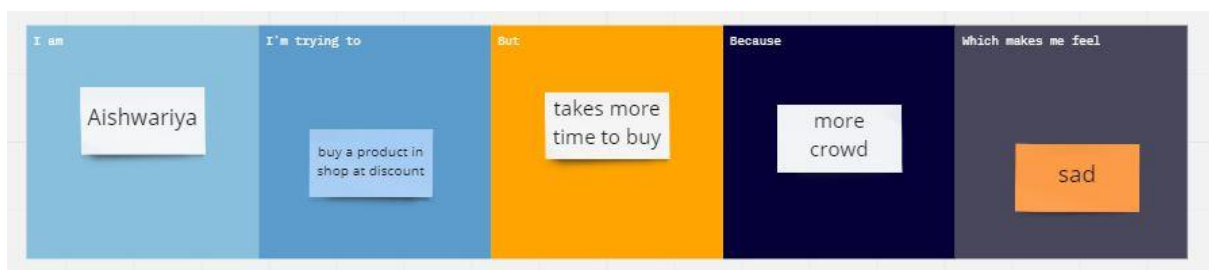 I am
Aishwariya
I'm trying to
buy a product in
shop at discount
But
takes more
time to buy
Because
more
crowd
Which makes me feel
sad